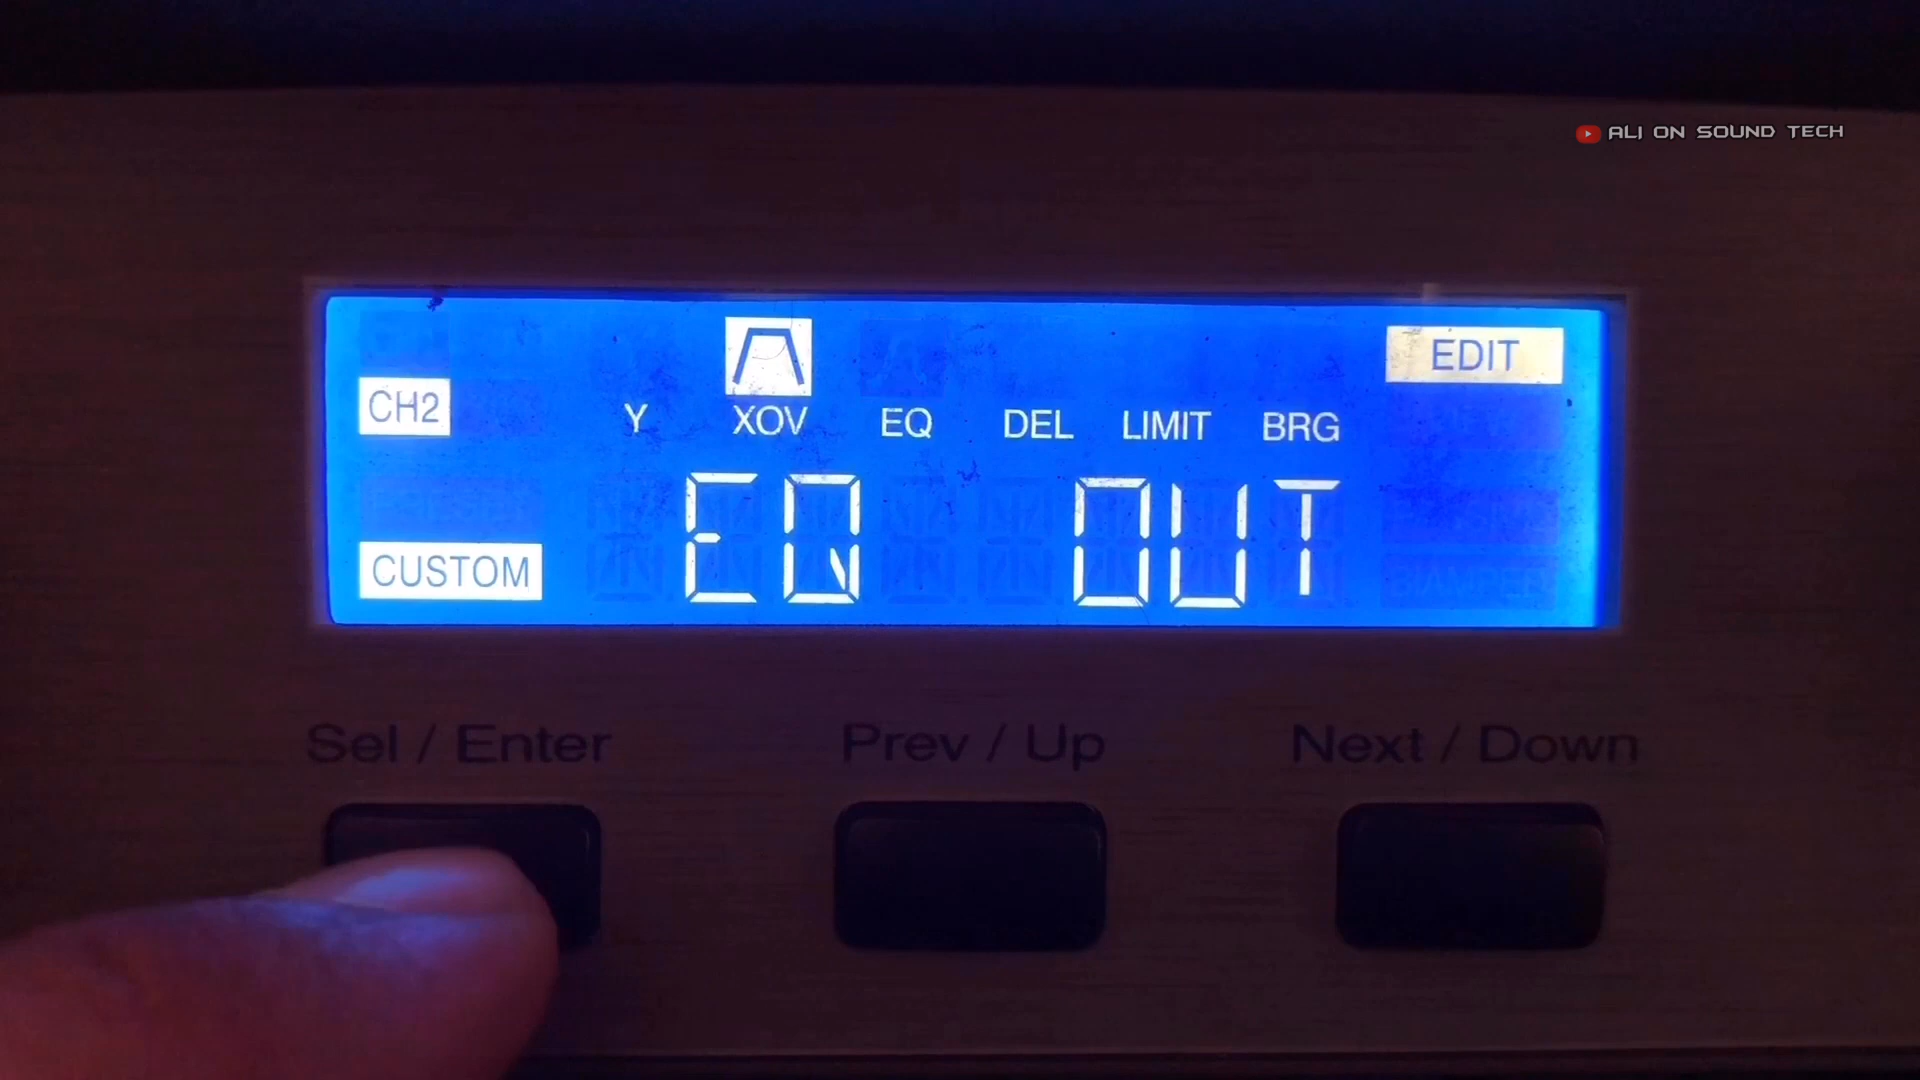 ALI ON SOUND TECH
EDIT
CH2
Y XOV EQ DEL LIMIT BRG
EQ OUT
CUSTOM
Sel / Enter Prev / Up Next / Down